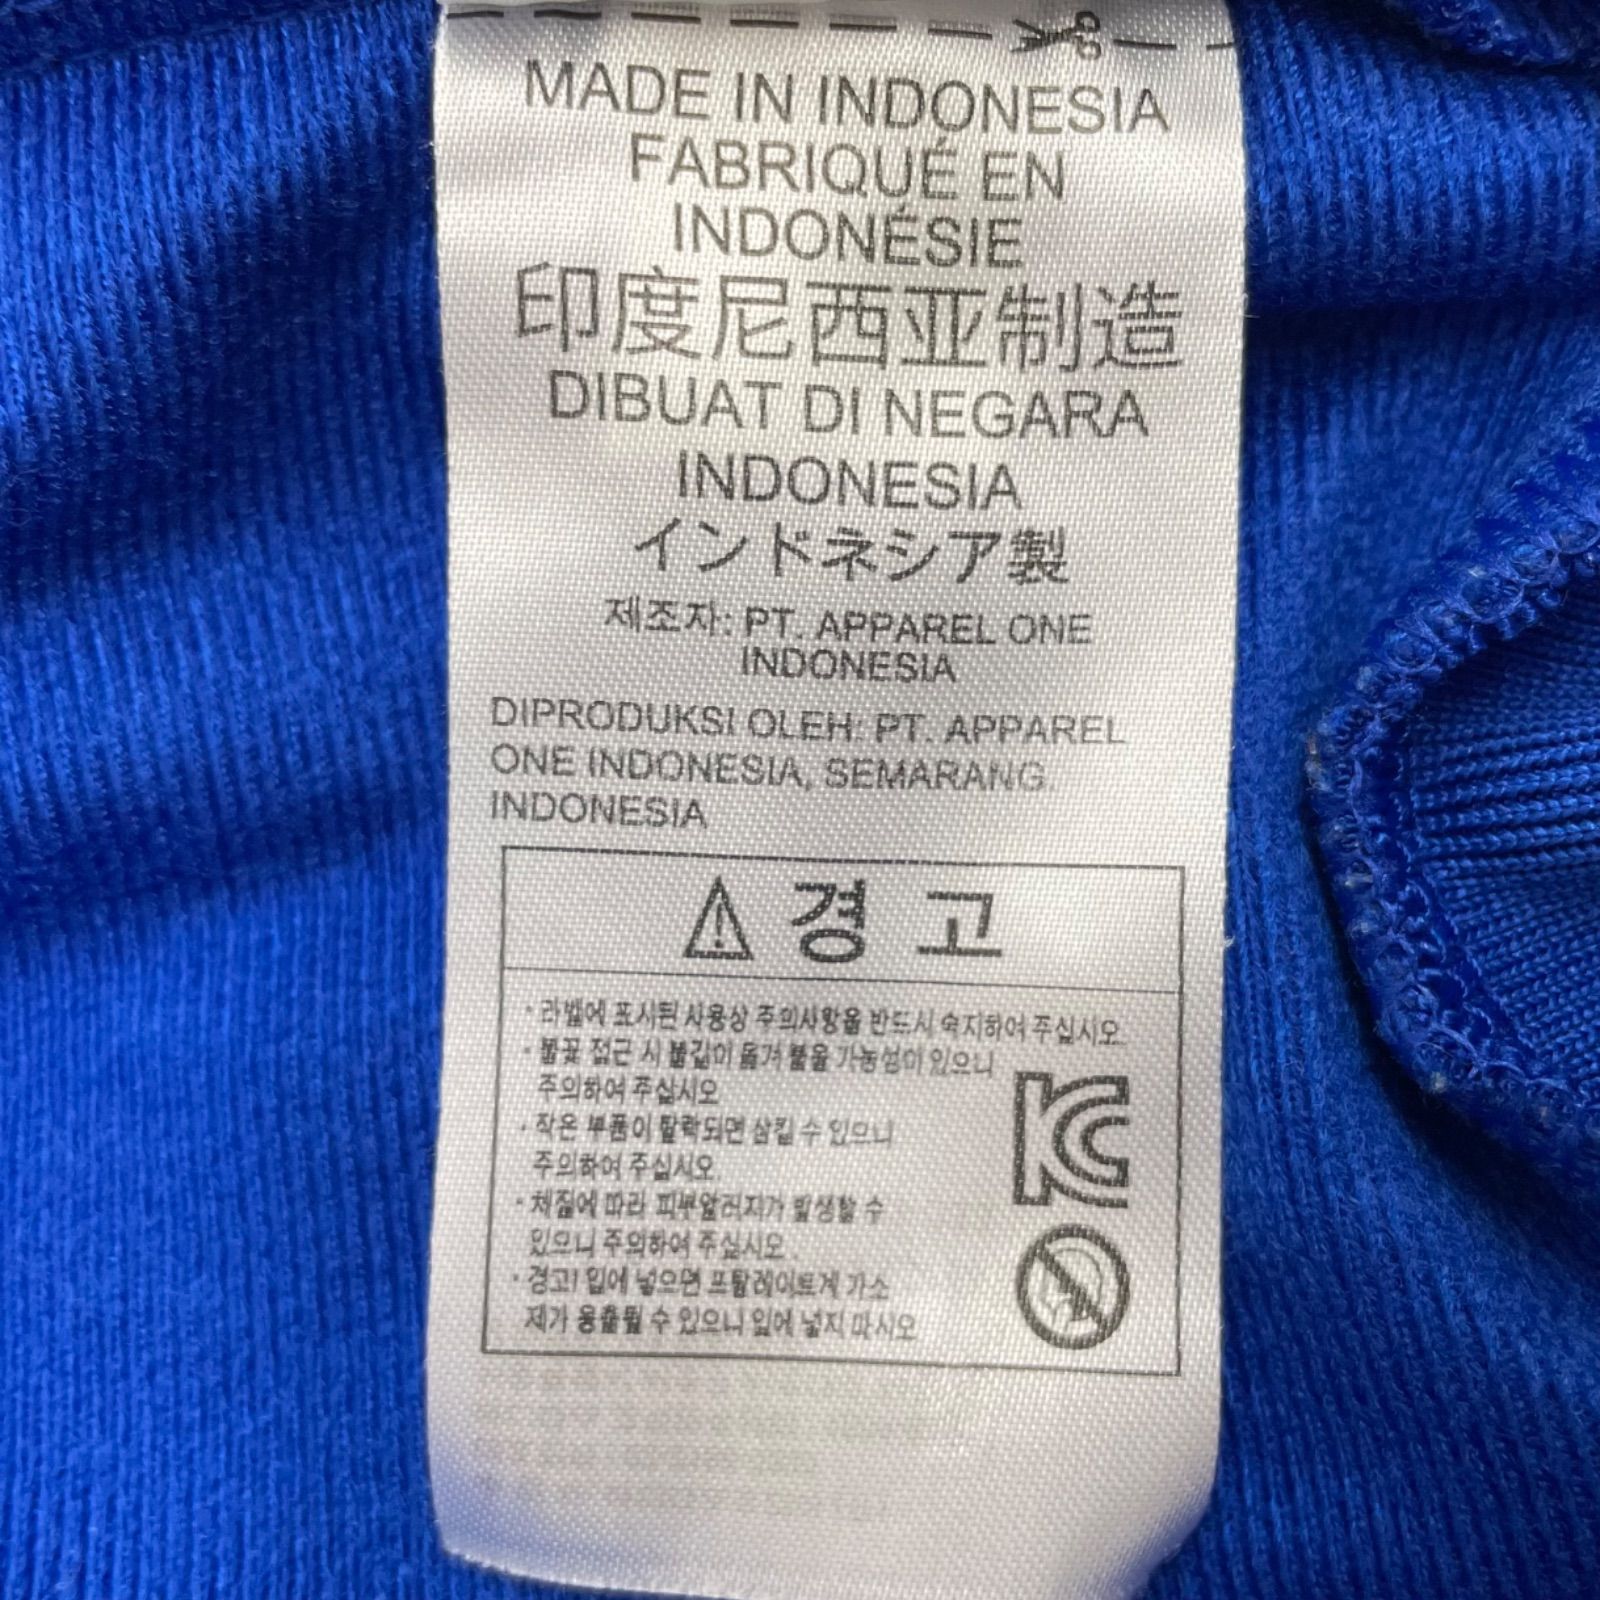 MADE IN INDONESIA
FABRIQUÉ EN
INDONÉSIE
印度尼西亚制造
DIBUAT DI NEGARA
INDONESIA
インドネシア製
제조자: PT. APPAREL ONE
INDONESIA
DIPRODUKSI OLEH: PT. APPAREL
ONE INDONESIA, SEMARANG.
INDONESIA
경 고
· 라벨에 표시된 사용상 주의사항을 반드시 숙지하여 주십시오.
· 불꽃 접근 시 불길이 옮겨 붙을 가능성이 있으니
주의하여 주십시오
· 작은 부품이 탈락되면 삼킬 수 있으니
주의하여 주십시오.
· 체질에 따라 피부알러지가 발생할 수
있으니 주의하여 주십시오.
· 경고! 입에 넣으면 프탈레이트계 가소
제가 용출될 수 있으니 입에 넣지 마시오
KC